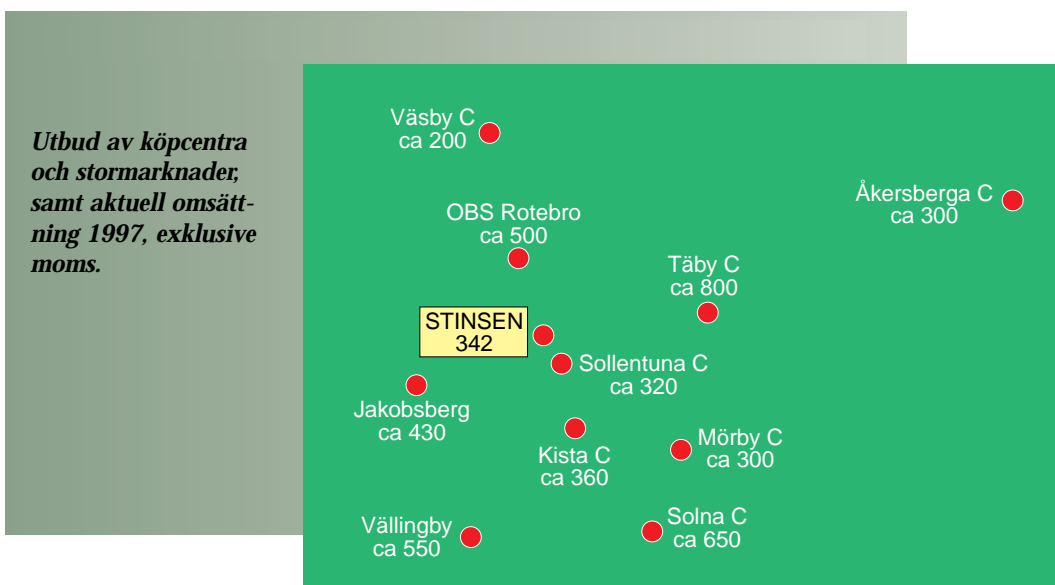 Utbud av köpcentra
och stormarknader,
samt aktuell omsätt-
ning 1997, exklusive
moms.
Väsby C
ca 200
Åkersberga C
ca 300
OBS Rotebro
ca 500
Täby C
ca 800
STINSEN
342
Sollentuna C
ca 320
Jakobsberg
ca 430
Kista C
ca 360
Mörby C
ca 300
Vällingby
ca 550
Solna C
ca 650